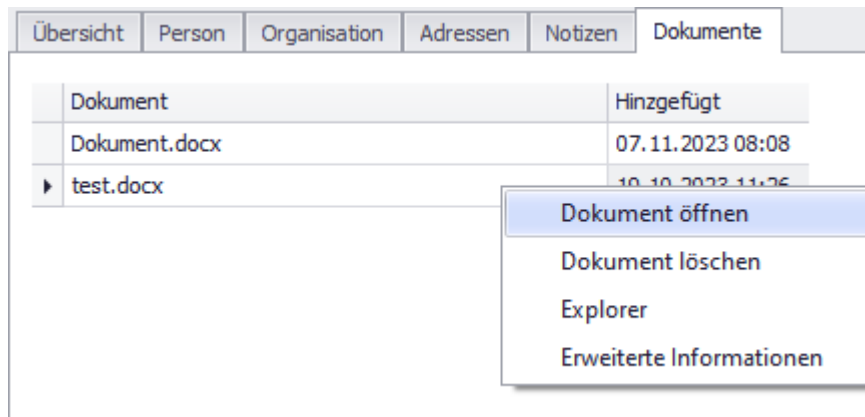 Übersicht Person Organisation Adressen Notizen Dokumente
Dokument Hinzgefügt
Dokument.docx 07.11.2023 08:08
test.docx
Dokument öffnen
Dokument löschen
Explorer
Erweiterte Informationen